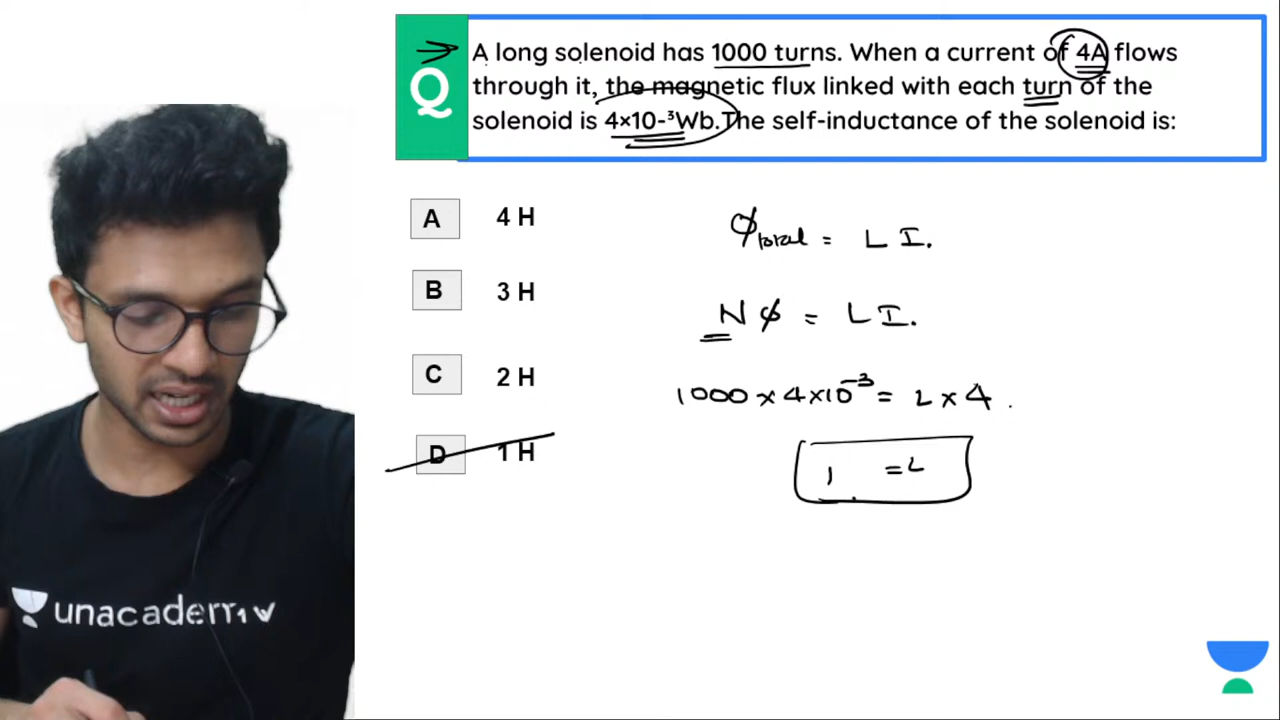 Q
A long solenoid has 1000 turns. When a current of 4A flows
through it, the magnetic flux linked with each turn of the
solenoid is 4×10-³Wb.The self-inductance of the solenoid is:
A 4 H
B 3 H
C 2 H
D 1 H
ϕtotal = L I.
N ϕ = L I.
1000 × 4 × 10⁻³ = L × 4 .
1 = L
unacademy